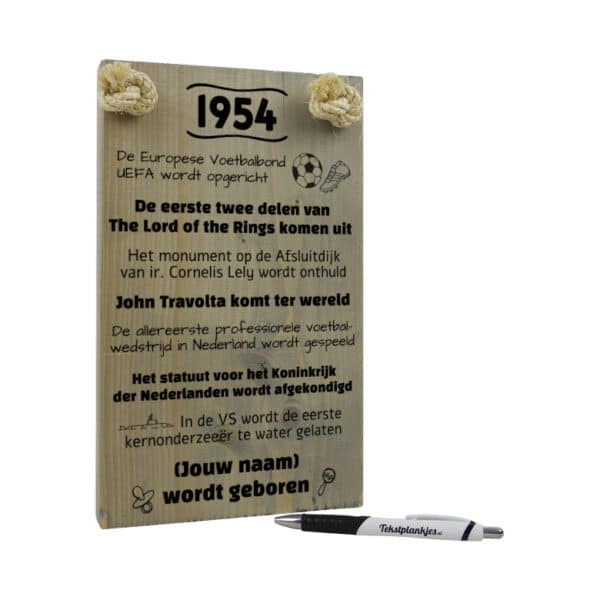 1954
De Europese Voetbalbond
UEFA wordt opgericht
De eerste twee delen van
The Lord of the Rings komen uit
Het monument op de Afsluitdijk
van ir. Cornelis Lely wordt onthuld
John Travolta komt ter wereld
De allereerste professionele voetbal-
wedstrijd in Nederland wordt gespeeld
Het statuut voor het Koninkrijk
der Nederlanden wordt afgekondigd
In de VS wordt de eerste
kernonderzeeër te water gelaten
(Jouw naam)
wordt geboren
Tekstplankjes.nl